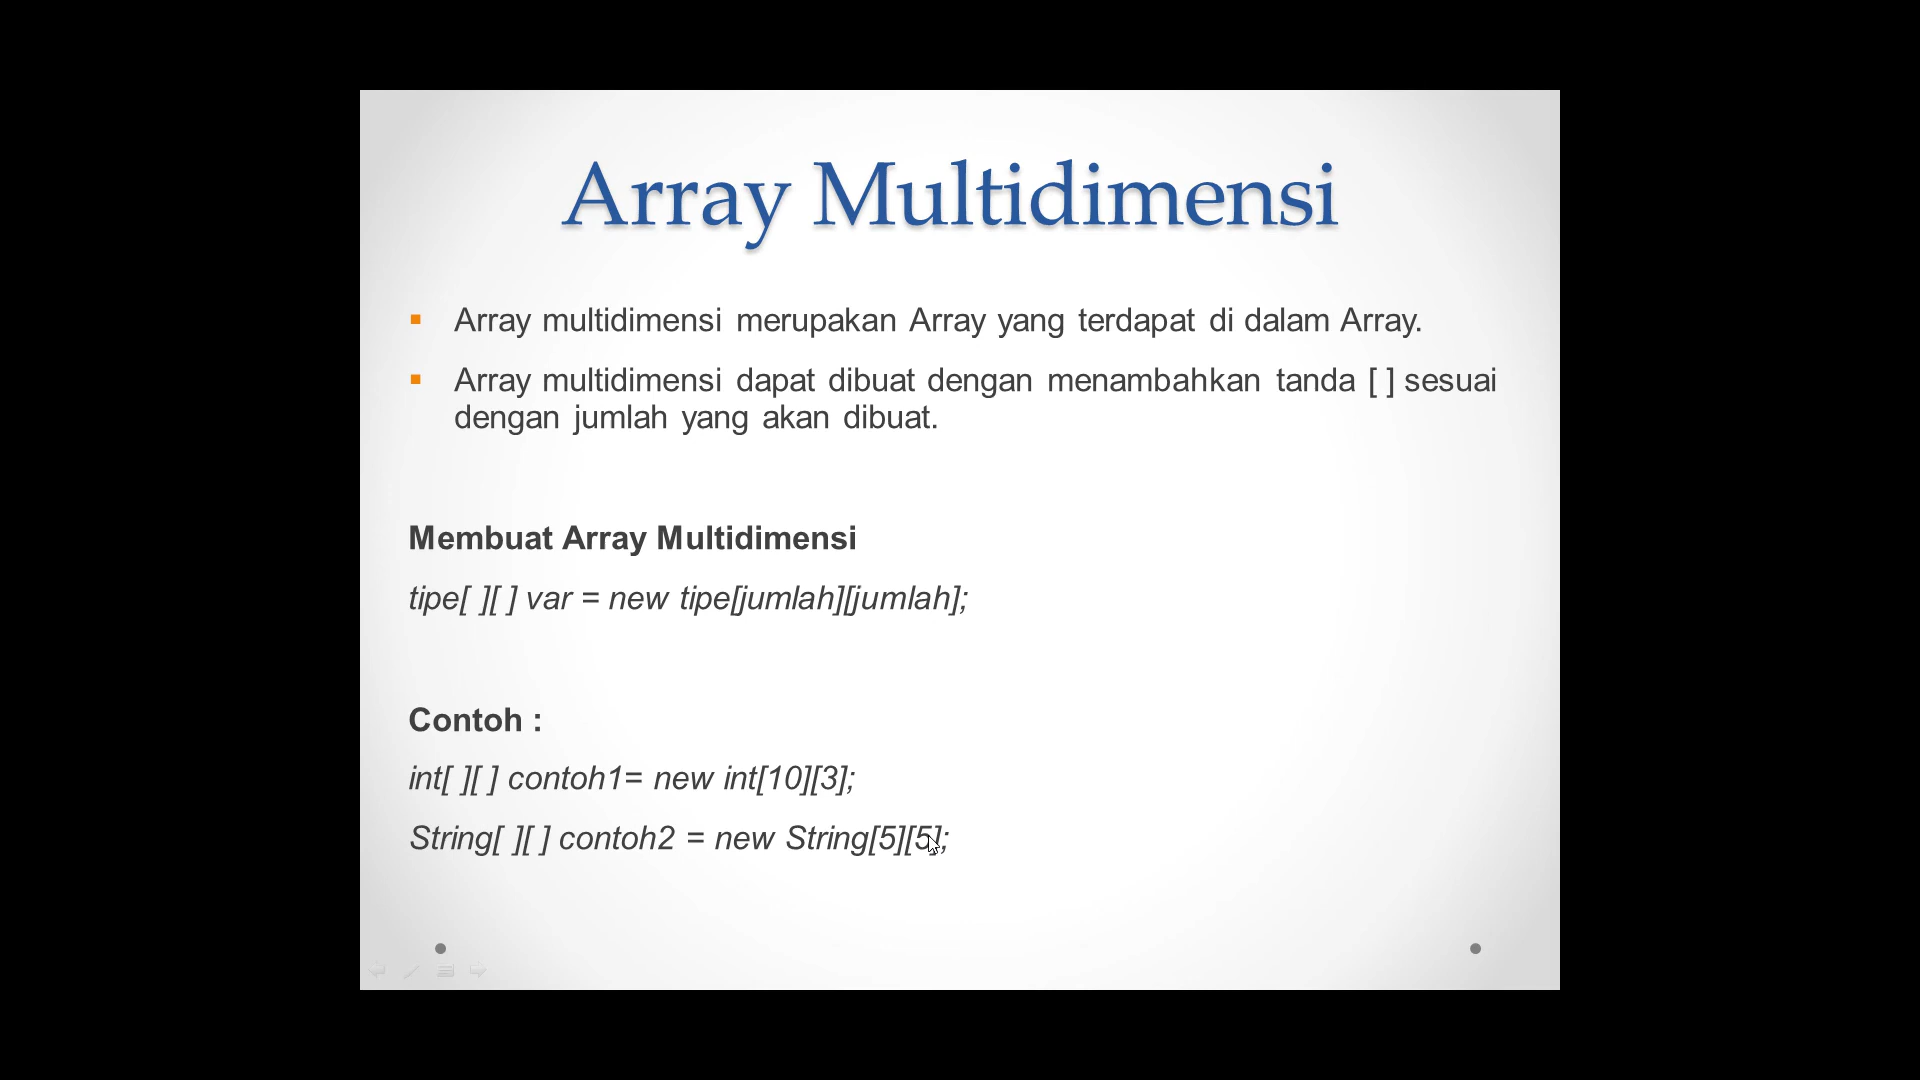 Array Multidimensi
Array multidimensi merupakan Array yang terdapat di dalam Array.
Array multidimensi dapat dibuat dengan menambahkan tanda [ ] sesuai
dengan jumlah yang akan dibuat.
Membuat Array Multidimensi
tipe[ ][ ] var = new tipe[jumlah][jumlah];
Contoh :
int[ ][ ] contoh1= new int[10][3];
String[ ][ ] contoh2 = new String[5][5];